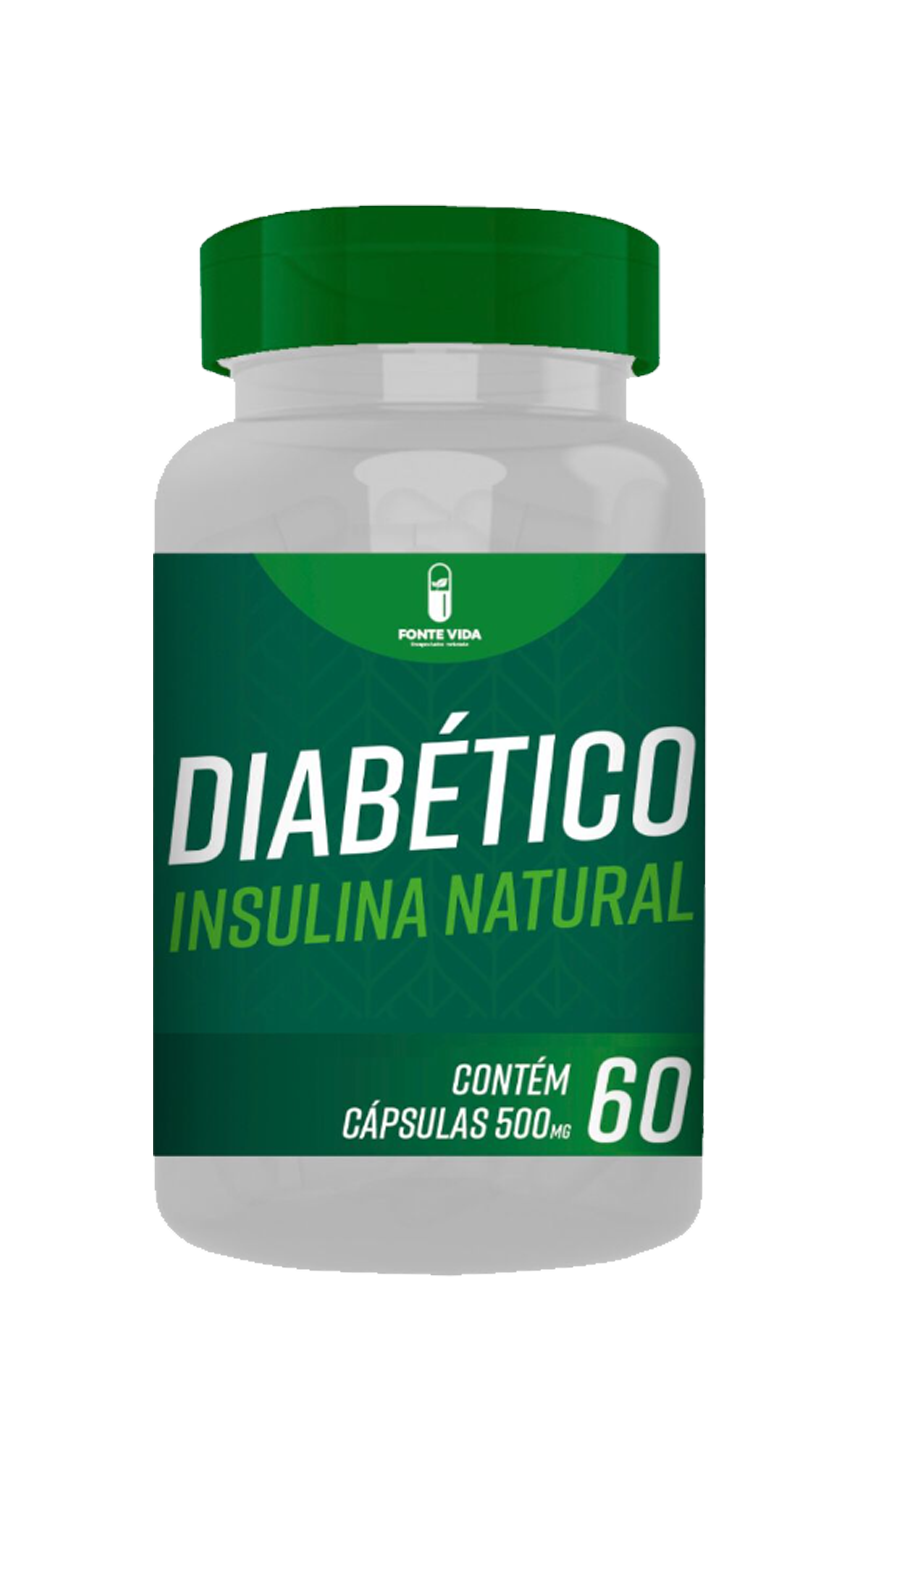 FONTE VIDA
DIABÉTICO
INSULINA NATURAL
CONTÉM
CÁPSULAS 500MG 60